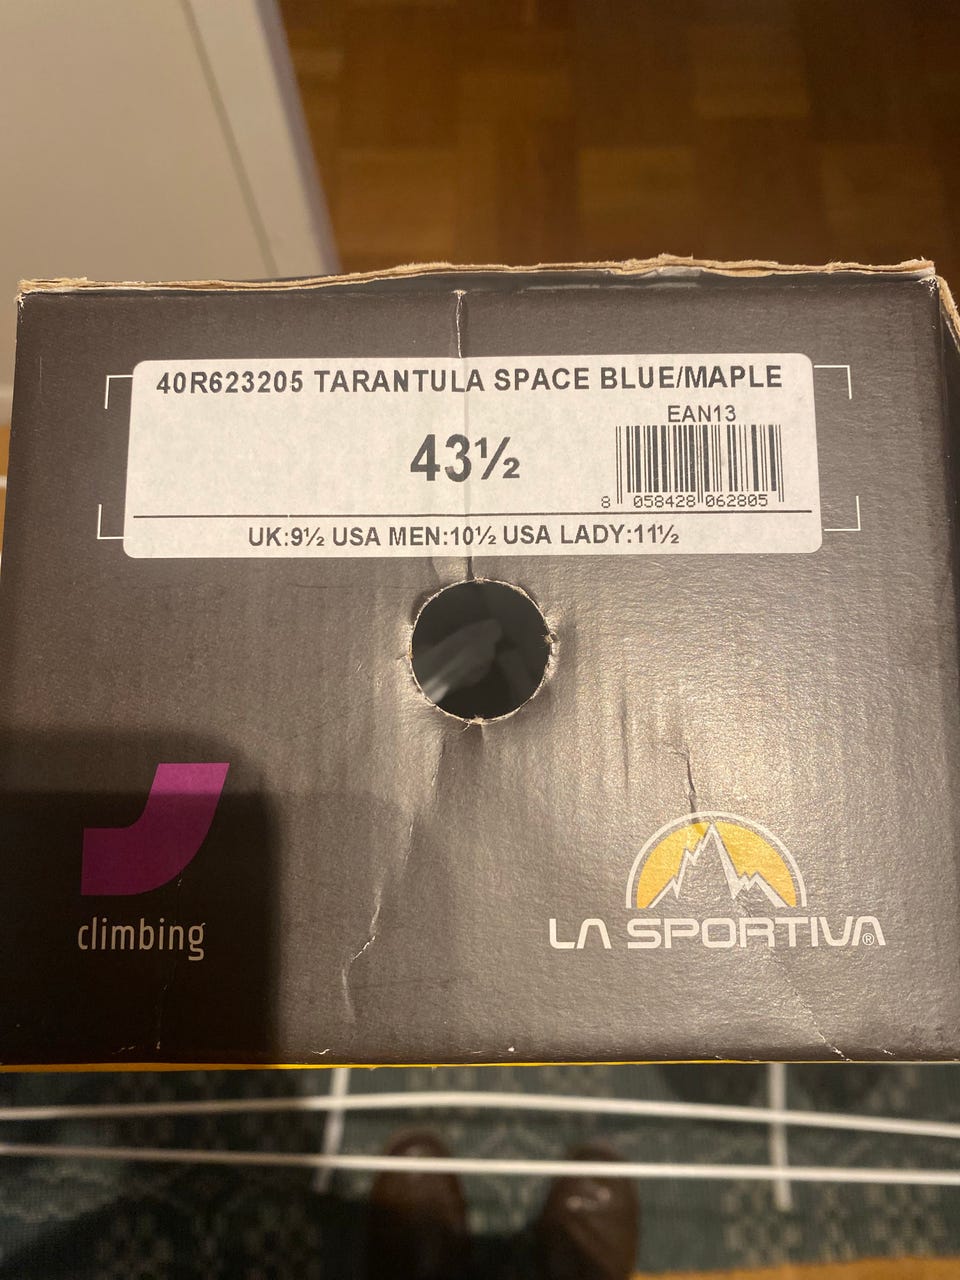 40R623205 TARANTULA SPACE BLUE/MAPLE
EAN13
43½
8 058428 062805
UK:9½ USA MEN:10½ USA LADY:11½
climbing
LA SPORTIVA®